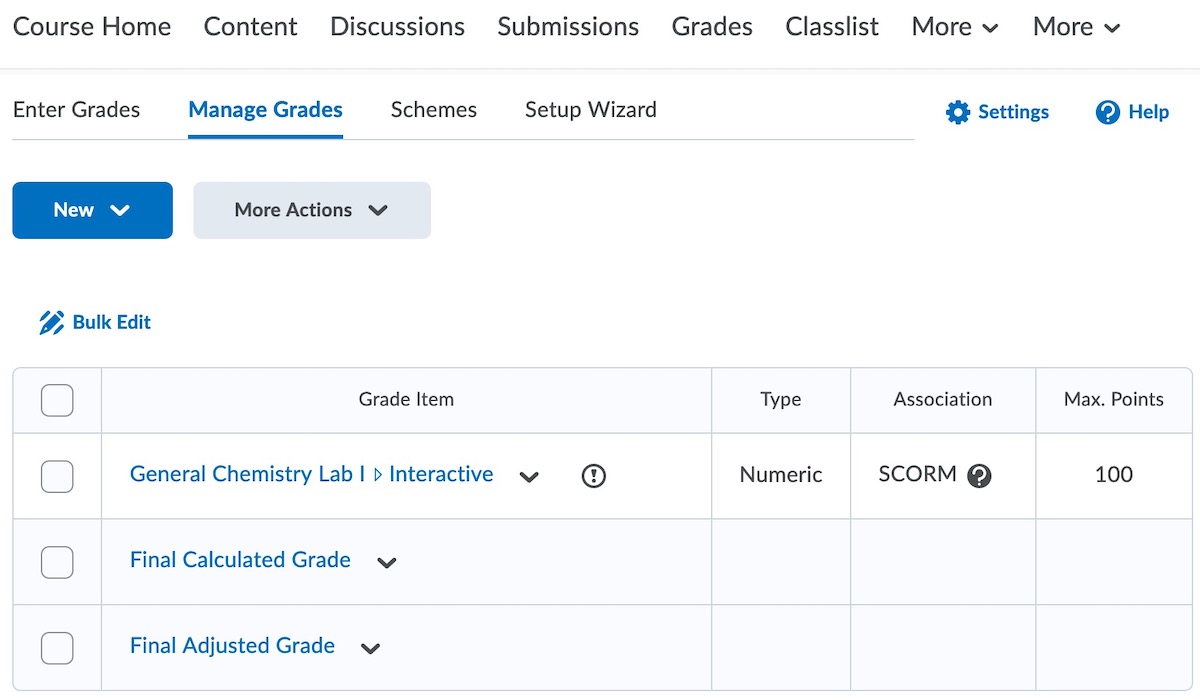 Course Home Content Discussions Submissions Grades Classlist More More
Enter Grades Manage Grades Schemes Setup Wizard Settings Help
New More Actions
Bulk Edit
Grade Item Type Association Max. Points
General Chemistry Lab I ▹ Interactive Numeric SCORM 100
Final Calculated Grade
Final Adjusted Grade